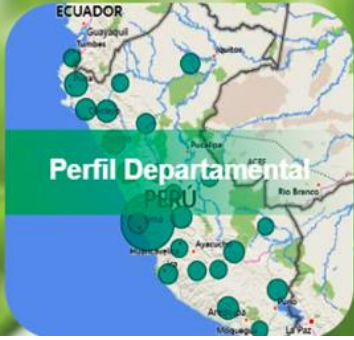 ECUADOR
Guayaquil
Tumbes
Iquitos
Pucallpa
Perfil Departamental
ACRE
Rio Branco
PERÚ
Lima
Huancavelica
Ayacucho
Ica
Puno
Arequipa
La Paz
Moquegua